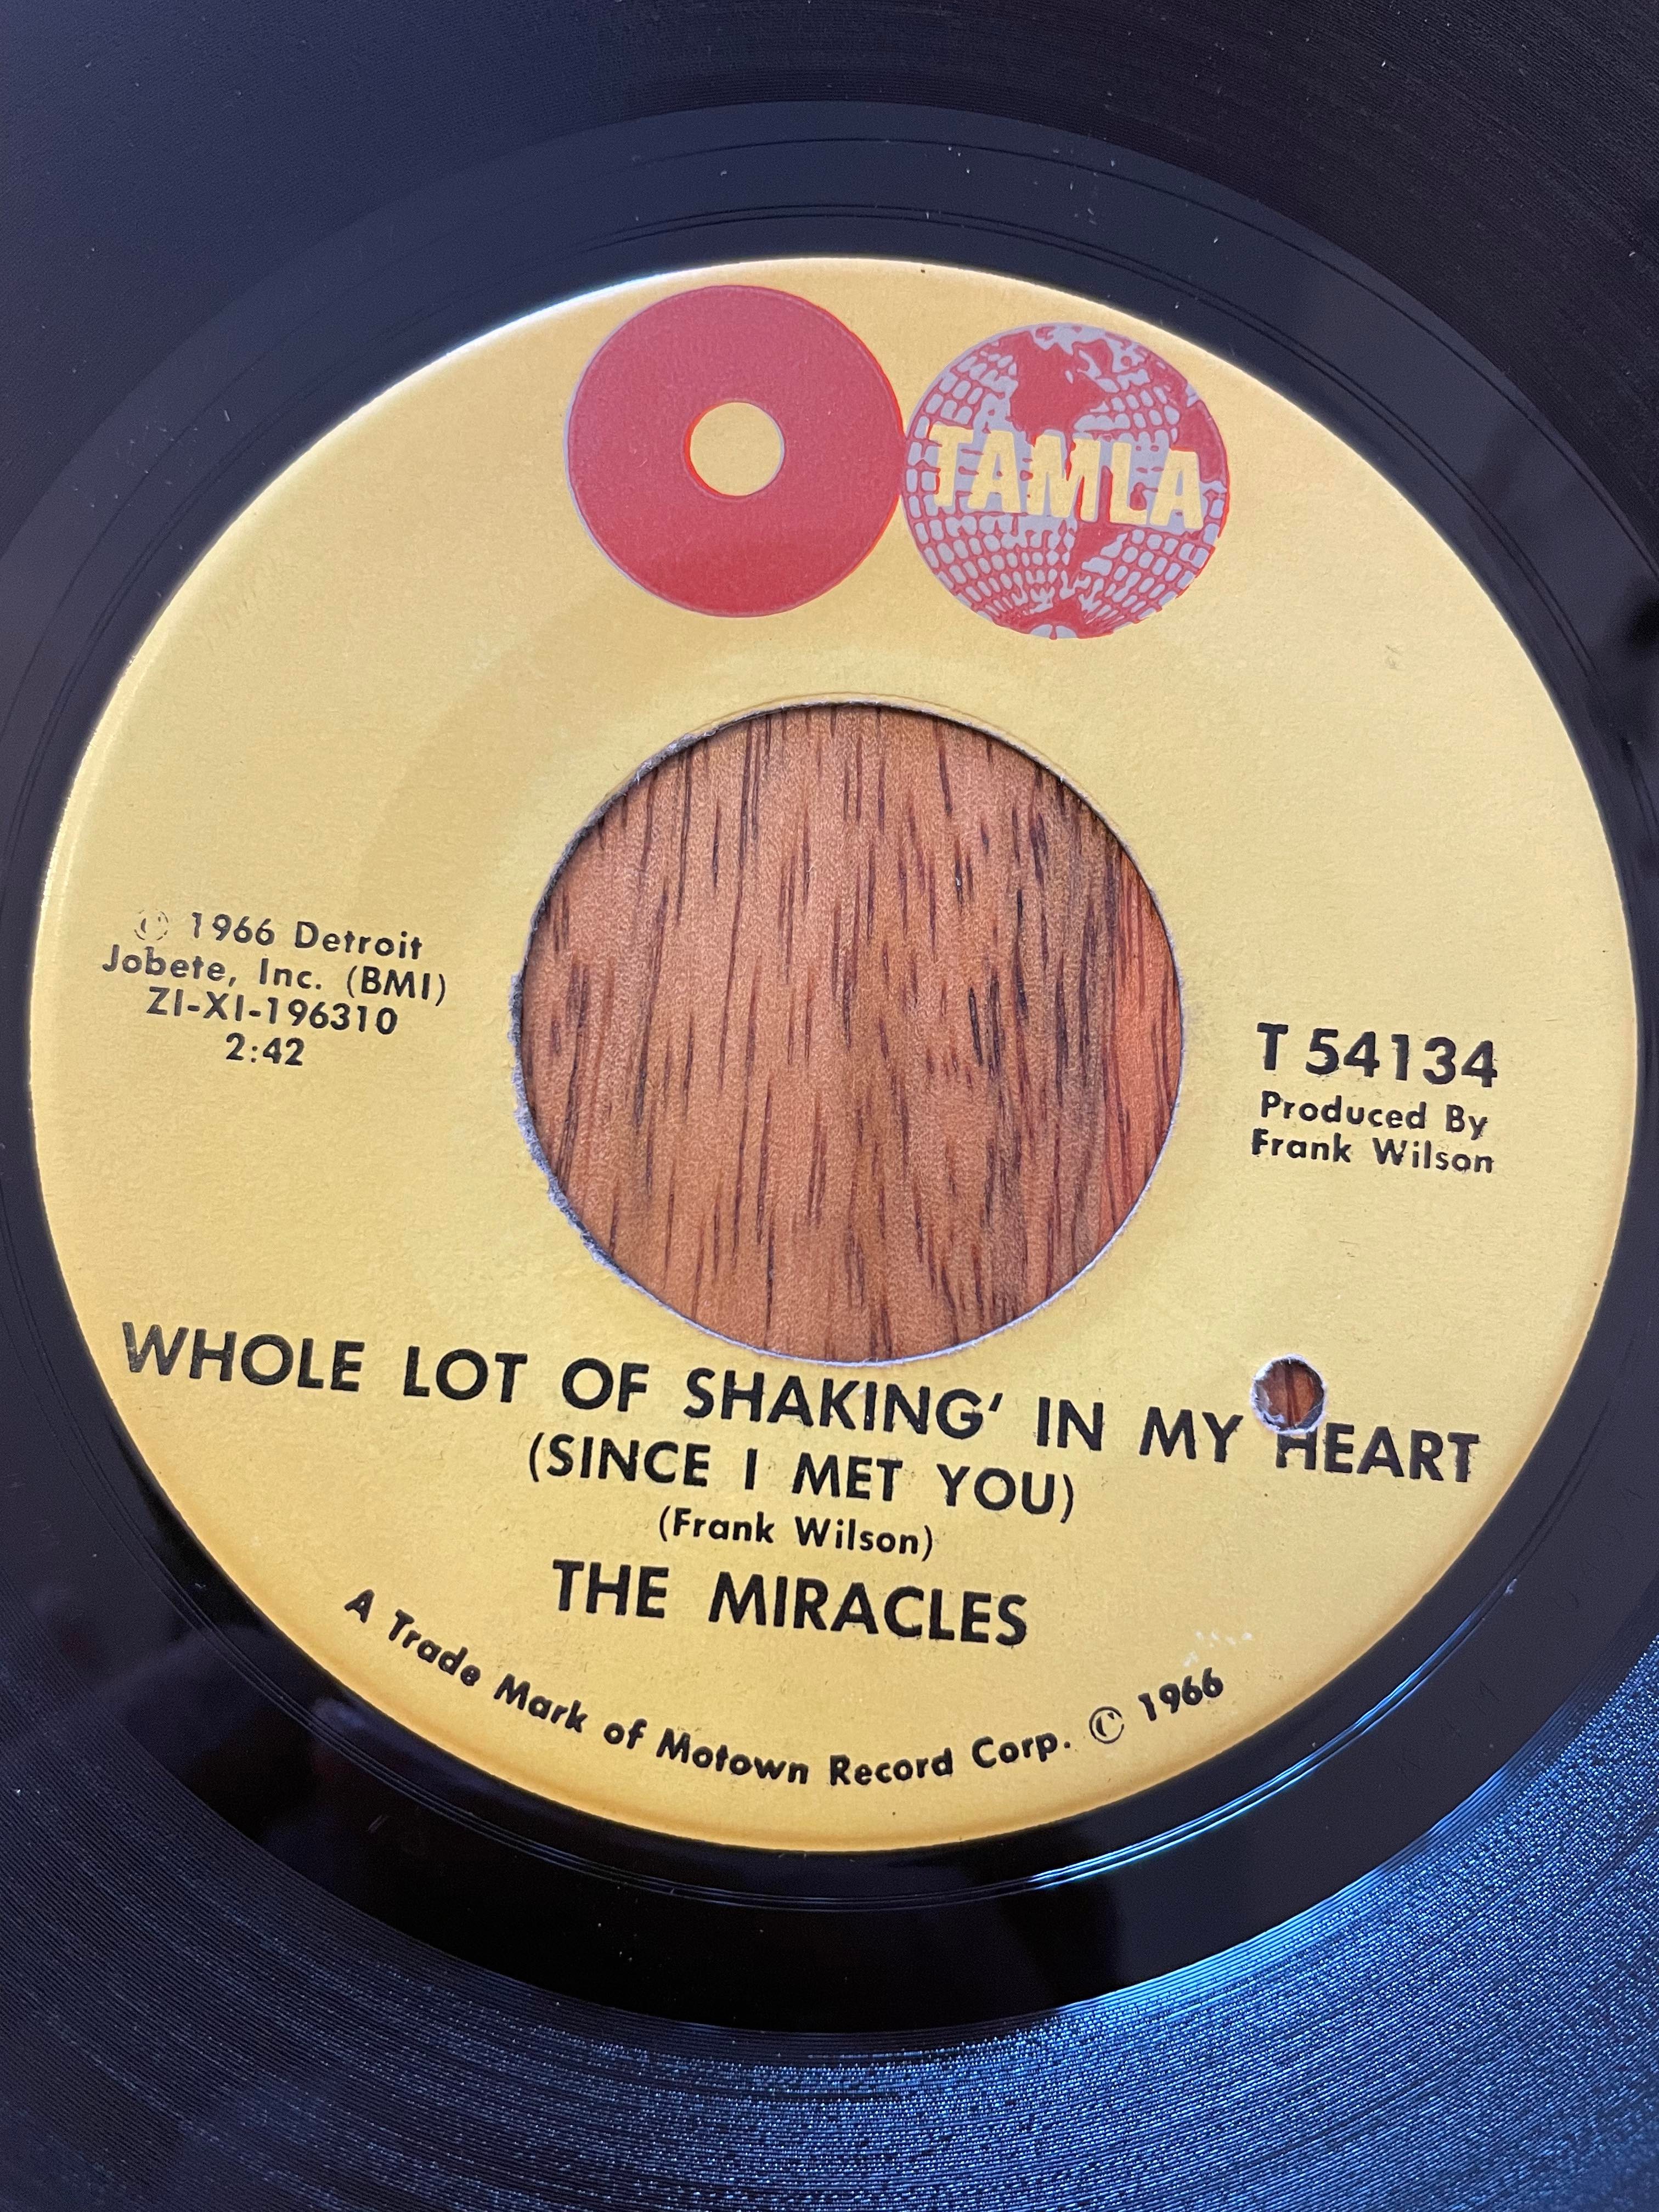 TAMLA
© 1966 Detroit
Jobete, Inc. (BMI)
ZI-XI-196310
2:42
T 54134
Produced By
Frank Wilson
WHOLE LOT OF SHAKING' IN MY HEART
(SINCE I MET YOU)
(Frank Wilson)
THE MIRACLES
A Trade Mark of Motown Record Corp. © 1966